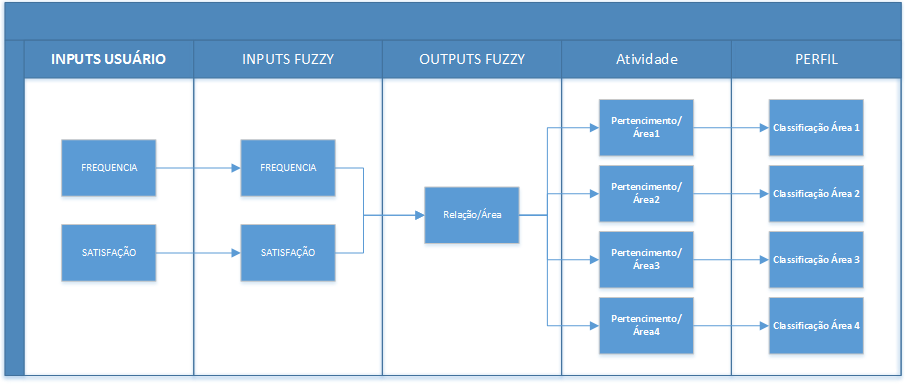 INPUTS USUÁRIO
INPUTS FUZZY
OUTPUTS FUZZY
Atividade
PERFIL
FREQUENCIA
SATISFAÇÃO
FREQUENCIA
SATISFAÇÃO
Relação/Área
Pertencimento/
Área1
Pertencimento/
Área2
Pertencimento/
Área3
Pertencimento/
Área4
Classificação Área 1
Classificação Área 2
Classificação Área 3
Classificação Área 4